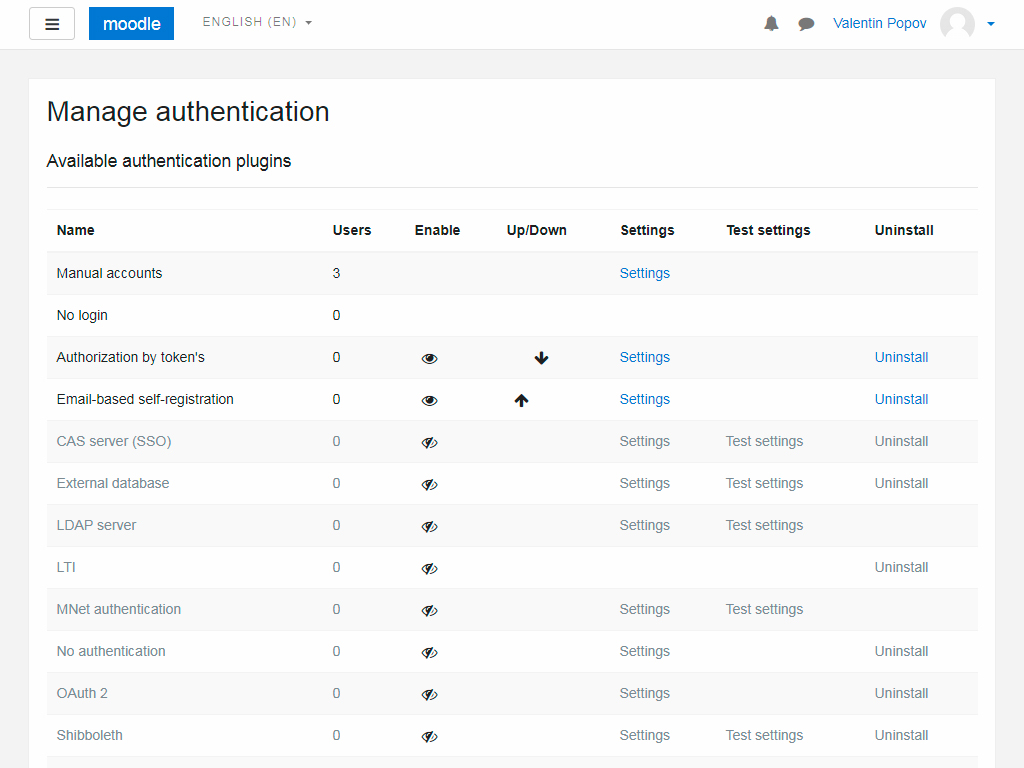 moodle ENGLISH (EN) Valentin Popov
Manage authentication
Available authentication plugins
Name Users Enable Up/Down Settings Test settings Uninstall
Manual accounts 3 Settings
No login 0
Authorization by token's 0 Settings Uninstall
Email-based self-registration 0 Settings Uninstall
CAS server (SSO) 0 Settings Test settings Uninstall
External database 0 Settings Test settings Uninstall
LDAP server 0 Settings Test settings
LTI 0 Uninstall
MNet authentication 0 Settings Test settings
No authentication 0 Settings Uninstall
OAuth 2 0 Settings Uninstall
Shibboleth 0 Settings Test settings Uninstall